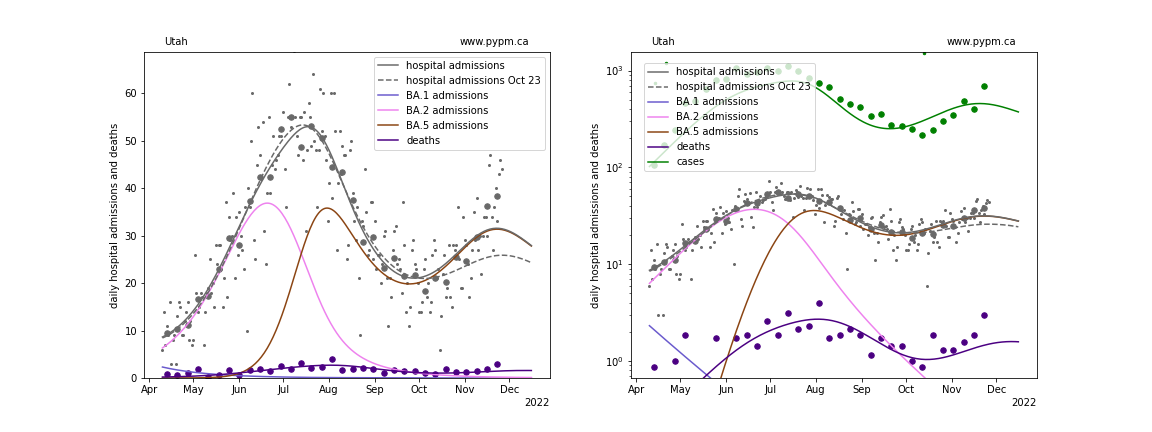 Utah www.pypm.ca
daily hospital admissions and deaths
60
50
40
30
20
10
0
hospital admissions
hospital admissions Oct 23
BA.1 admissions
BA.2 admissions
BA.5 admissions
deaths
Apr May Jun Jul Aug Sep Oct Nov Dec
2022
Utah www.pypm.ca
daily hospital admissions and deaths
10³
10²
10¹
10⁰
hospital admissions
hospital admissions Oct 23
BA.1 admissions
BA.2 admissions
BA.5 admissions
deaths
cases
Apr May Jun Jul Aug Sep Oct Nov Dec
2022